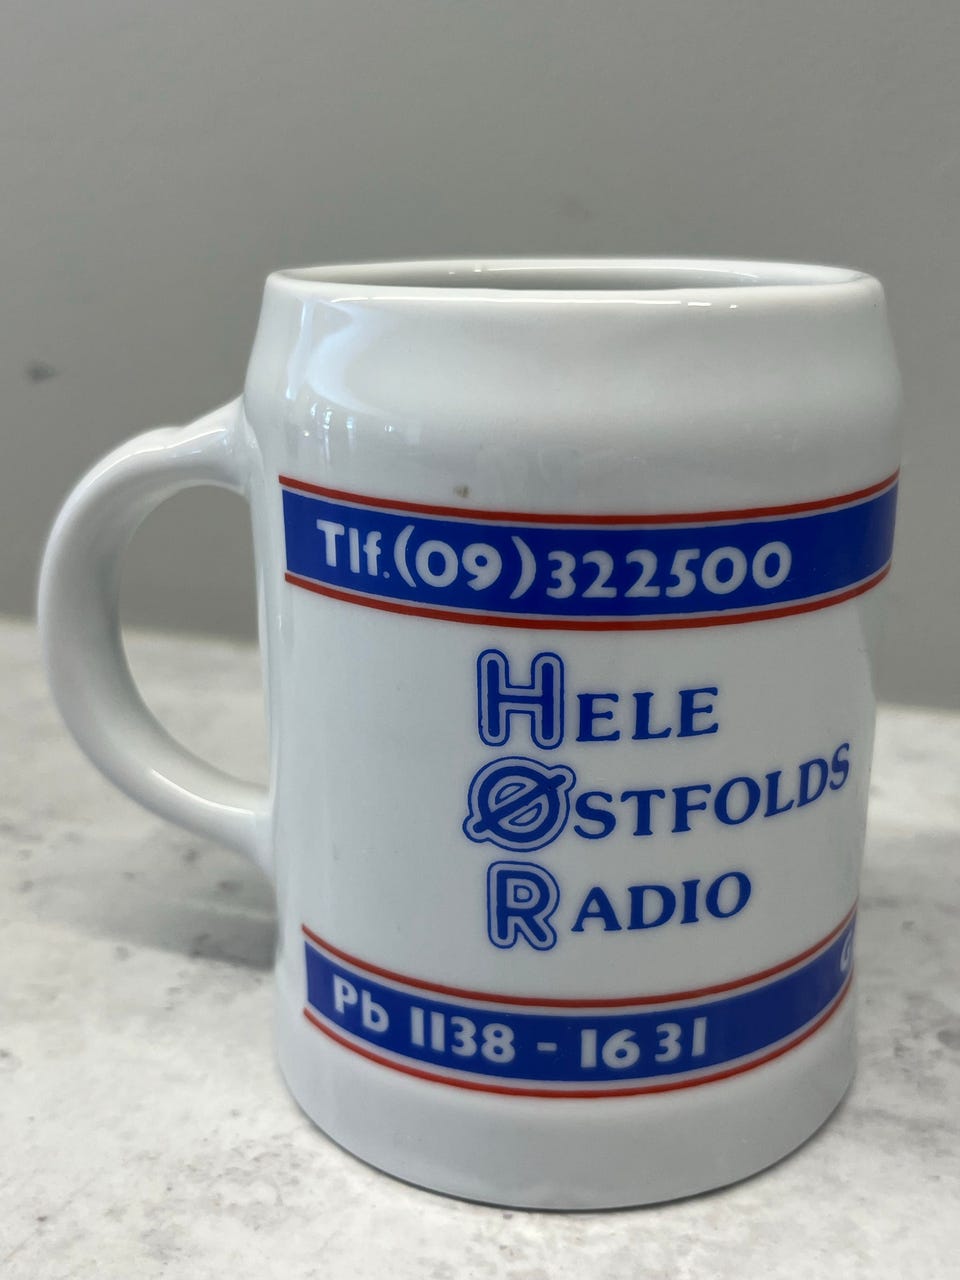 Tlf.(09)322500
HELE
ØSTFOLDS
RADIO
Pb 1138 - 1631